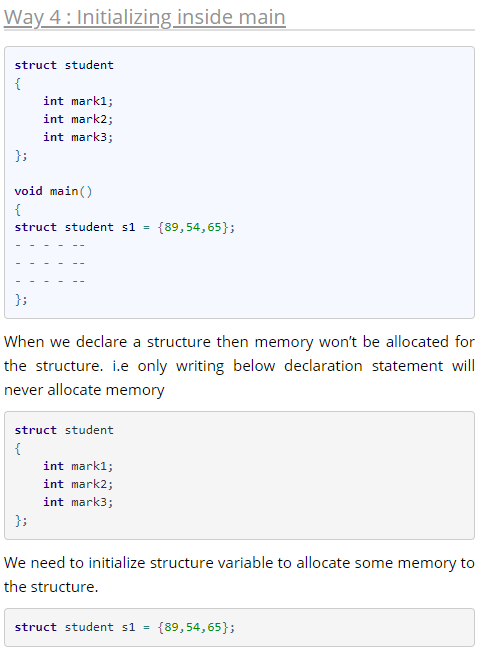 Way 4 : Initializing inside main
struct student
{
    int mark1;
    int mark2;
    int mark3;
};
void main()
{
struct student s1 = {89,54,65};
- - - - --
- - - - --
- - - - --
};
When we declare a structure then memory won’t be allocated for
the structure. i.e only writing below declaration statement will
never allocate memory
struct student
{
    int mark1;
    int mark2;
    int mark3;
};
We need to initialize structure variable to allocate some memory to
the structure.
struct student s1 = {89,54,65};